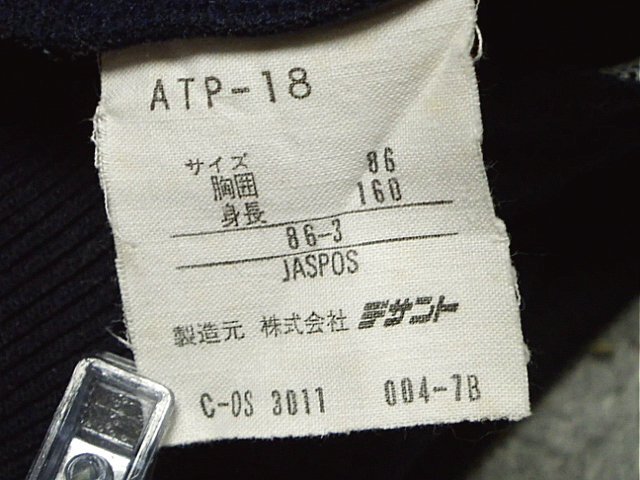 ATP-18
サイズ
胸囲 86
身長 160
86-3
JASPOS
製造元 株式会社 デサント
C-OS 3011 004-7B